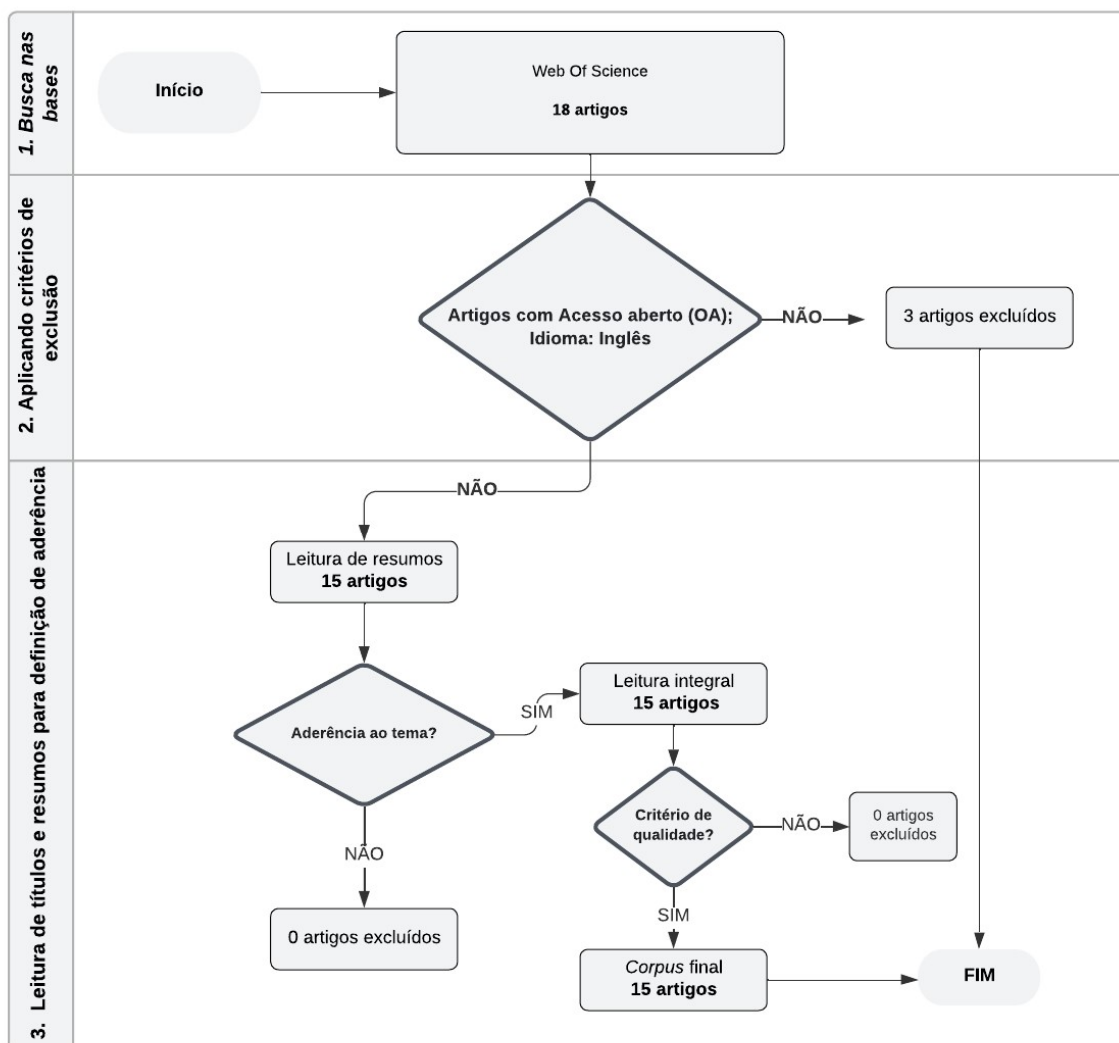 1. Busca nas
bases
Início
Web Of Science
18 artigos
2. Aplicando critérios de
exclusão
Artigos com Acesso aberto (OA);
Idioma: Inglês
NÃO
3 artigos excluídos
3. Leitura de títulos e resumos para definição de aderência
NÃO
Leitura de resumos
15 artigos
Aderência ao tema?
SIM
Leitura integral
15 artigos
Critério de
qualidade?
NÃO
0 artigos
excluídos
NÃO
0 artigos excluídos
SIM
Corpus final
15 artigos
FIM